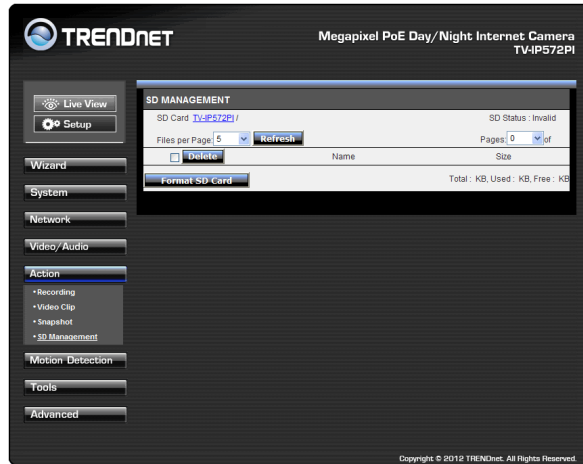 TRENDNET
Megapixel PoE Day/Night Internet Camera
TV-IP572PI
Live View
Setup
Wizard
System
Network
Video/Audio
Action
•Recording
•Video Clip
•Snapshot
•SD Management
Motion Detection
Tools
Advanced
SD MANAGEMENT
SD Card TV-IP572PI / SD Status : Invalid
Files per Page: 5 Refresh Pages: 0 of
Delete Name Size
Format SD Card Total : KB, Used : KB, Free : KB
Copyright © 2012 TRENDnet. All Rights Reserved.